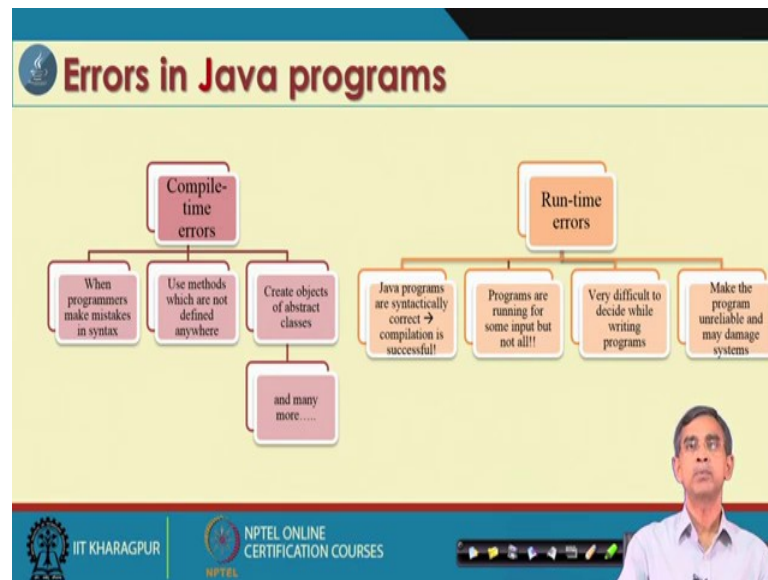 Errors in Java programs
Compile-
time
errors
When
programmers
make mistakes
in syntax
Use methods
which are not
defined
anywhere
Create objects
of abstract
classes
and many
more…..
Run-time
errors
Java programs
are syntactically
correct →
compilation is
successful!
Programs are
running for
some input but
not all!!
Very difficult to
decide while
writing
programs
Make the
program
unreliable and
may damage
systems
IIT KHARAGPUR
NPTEL ONLINE
CERTIFICATION COURSES
NPTEL